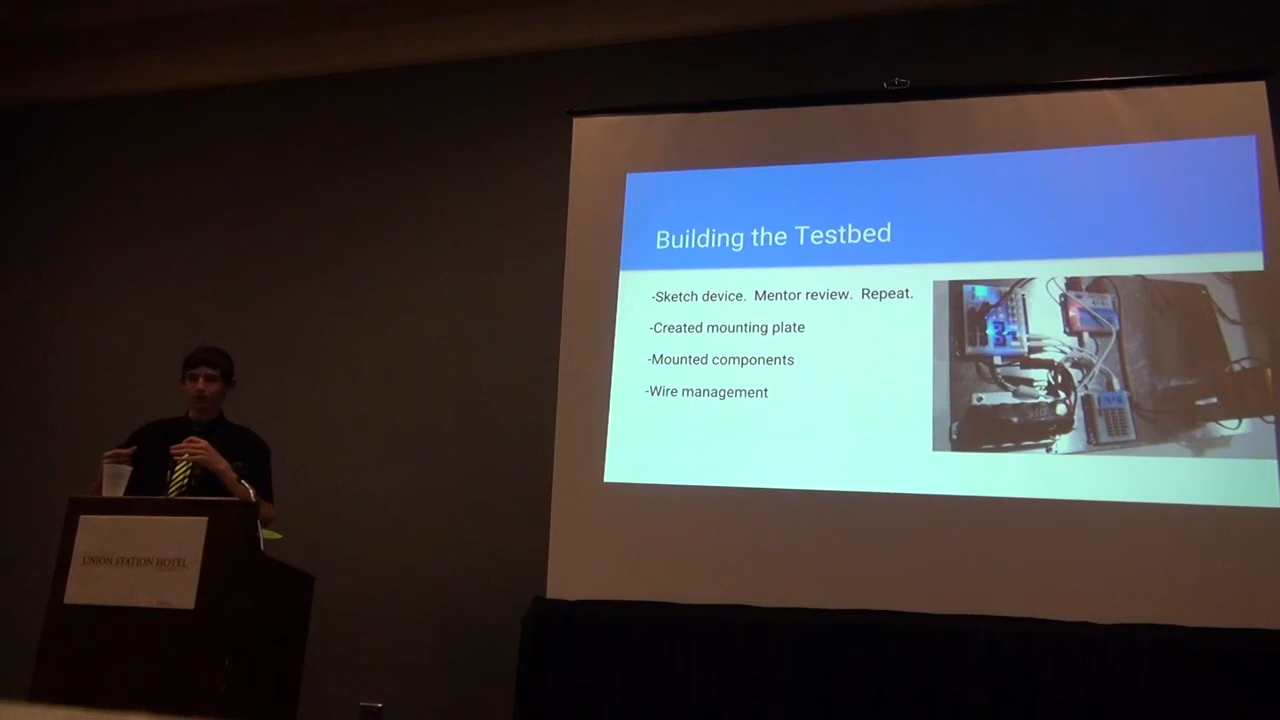 Building the Testbed
-Sketch device. Mentor review. Repeat.
-Created mounting plate
-Mounted components
-Wire management
UNION STATION HOTEL